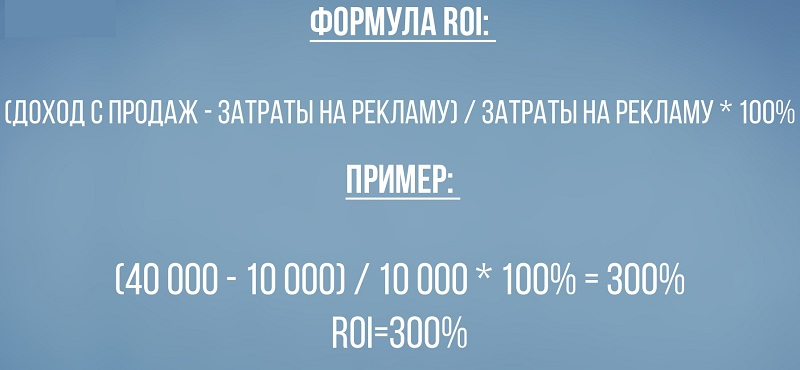 ФОРМУЛА ROI:
(ДОХОД С ПРОДАЖ - ЗАТРАТЫ НА РЕКЛАМУ) / ЗАТРАТЫ НА РЕКЛАМУ * 100%
ПРИМЕР:
(40 000 - 10 000) / 10 000 * 100% = 300%
ROI=300%